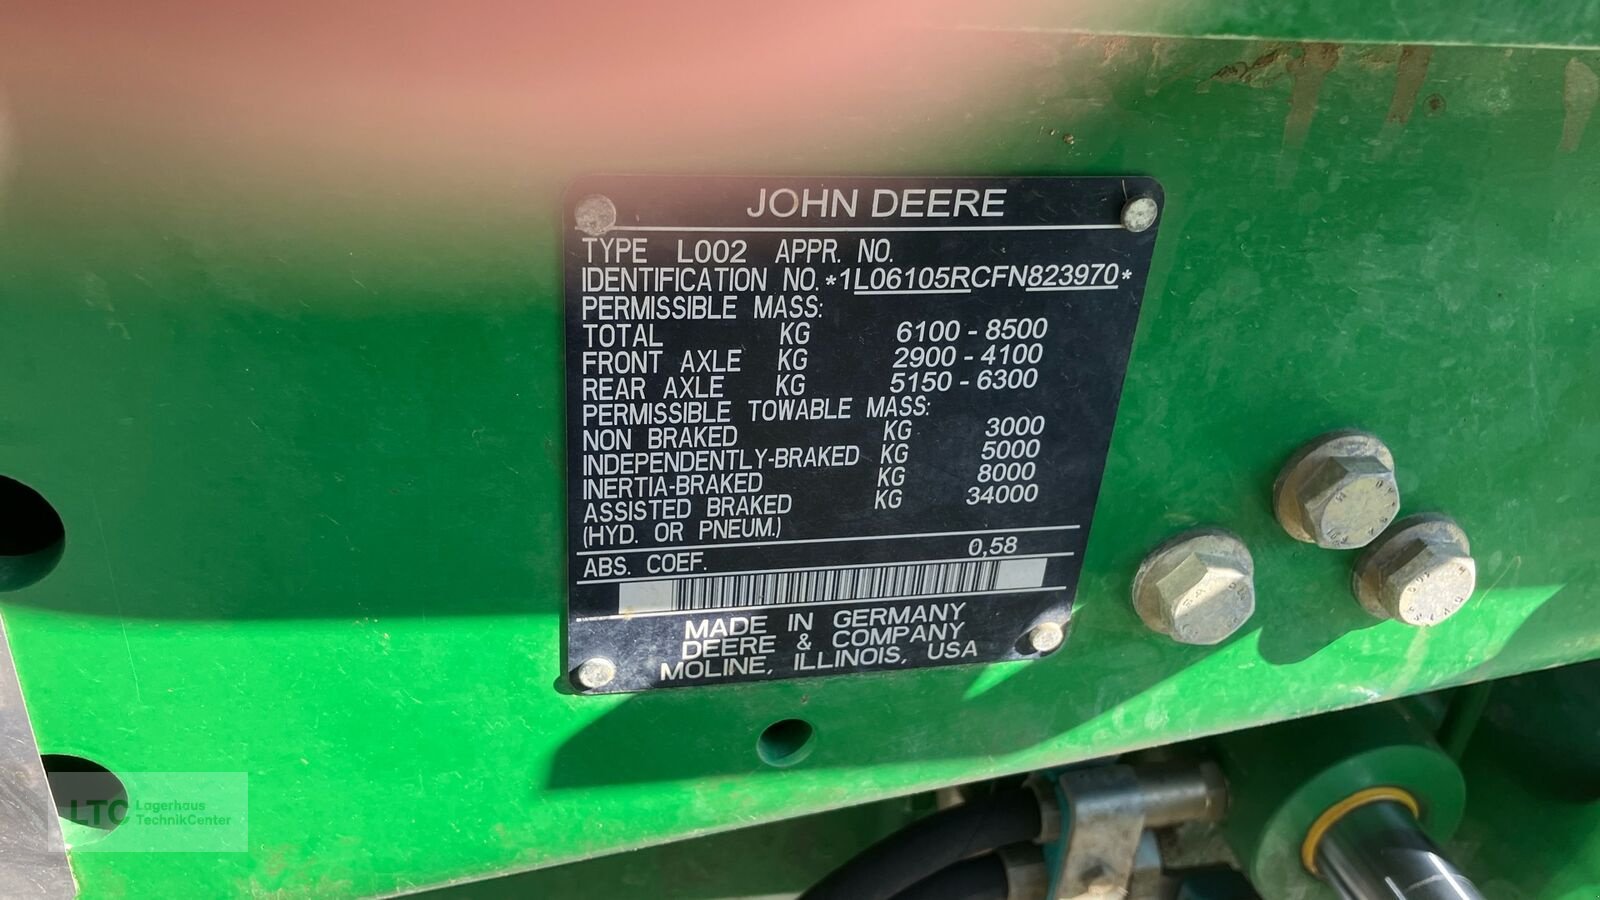 JOHN DEERE
TYPE L002 APPR. NO.
IDENTIFICATION NO. *1L06105RCFN823970*
PERMISSIBLE MASS:
TOTAL KG 6100 - 8500
FRONT AXLE KG 2900 - 4100
REAR AXLE KG 5150 - 6300
PERMISSIBLE TOWABLE MASS:
NON BRAKED KG 3000
INDEPENDENTLY-BRAKED KG 5000
INERTIA-BRAKED KG 8000
ASSISTED BRAKED KG 34000
(HYD. OR PNEUM.)
ABS. COEF. 0,58
MADE IN GERMANY
DEERE & COMPANY
MOLINE, ILLINOIS, USA
LTC Lagerhaus
TechnikCenter